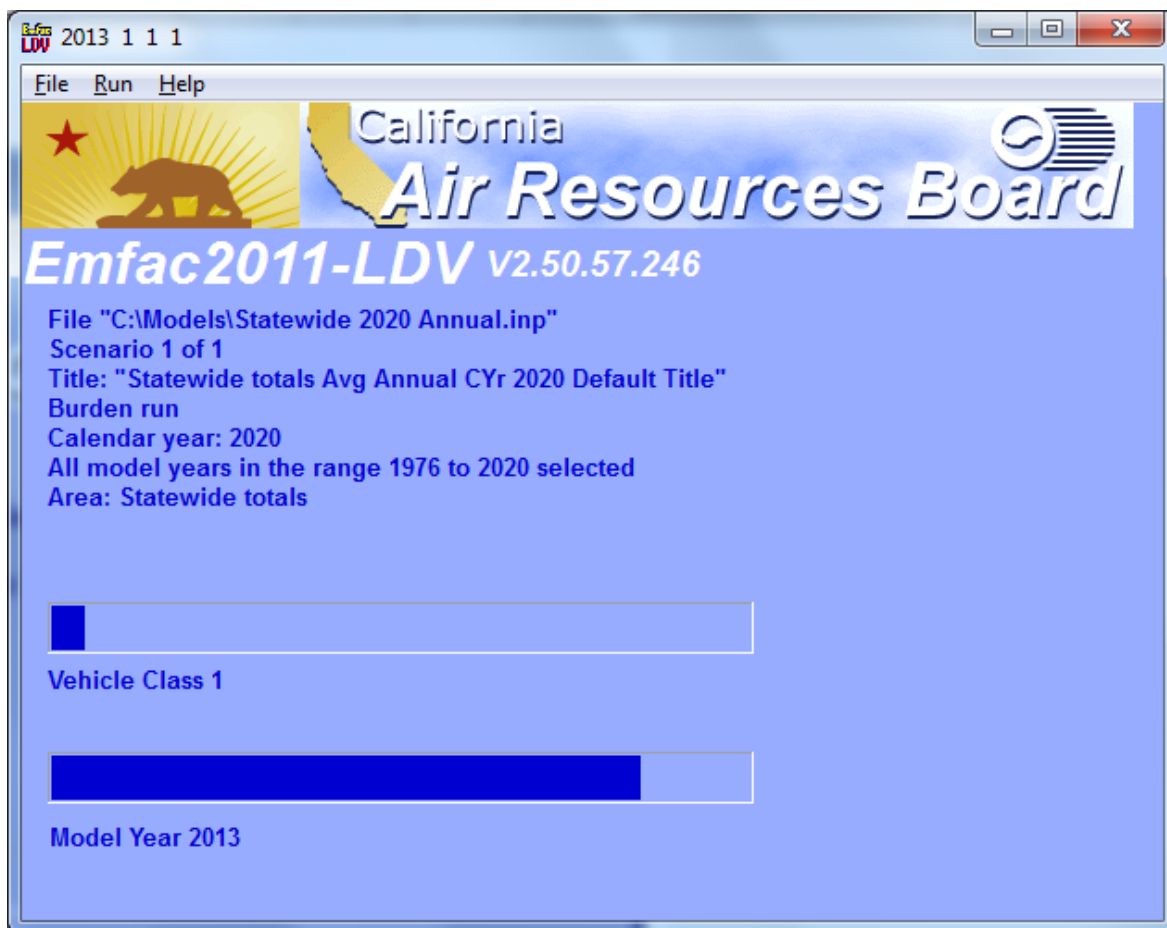 Emfac
LDV 2013 1 1 1
File Run Help
California
Air Resources Board
Emfac2011-LDV V2.50.57.246
File "C:\Models\Statewide 2020 Annual.inp"
Scenario 1 of 1
Title: "Statewide totals Avg Annual CYr 2020 Default Title"
Burden run
Calendar year: 2020
All model years in the range 1976 to 2020 selected
Area: Statewide totals
Vehicle Class 1
Model Year 2013